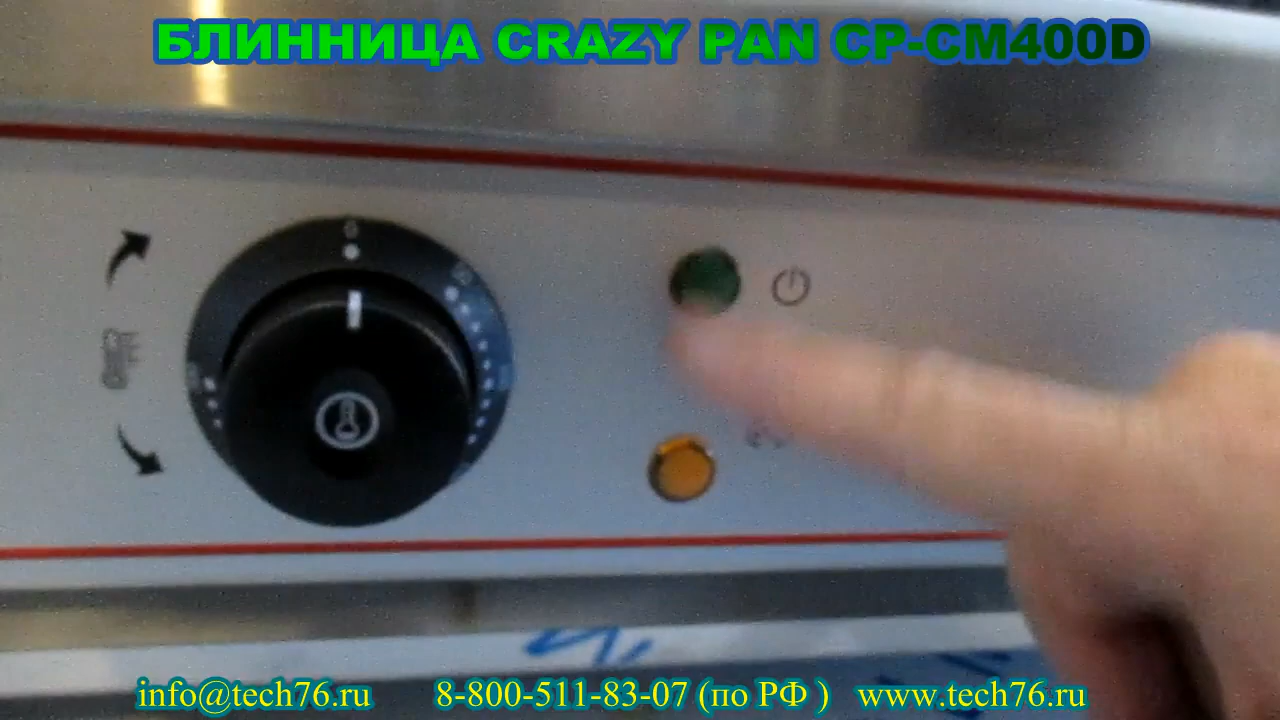 БЛИННИЦА CRAZY PAN CP-CM400D
info@tech76.ru 8-800-511-83-07 (по РФ ) www.tech76.ru